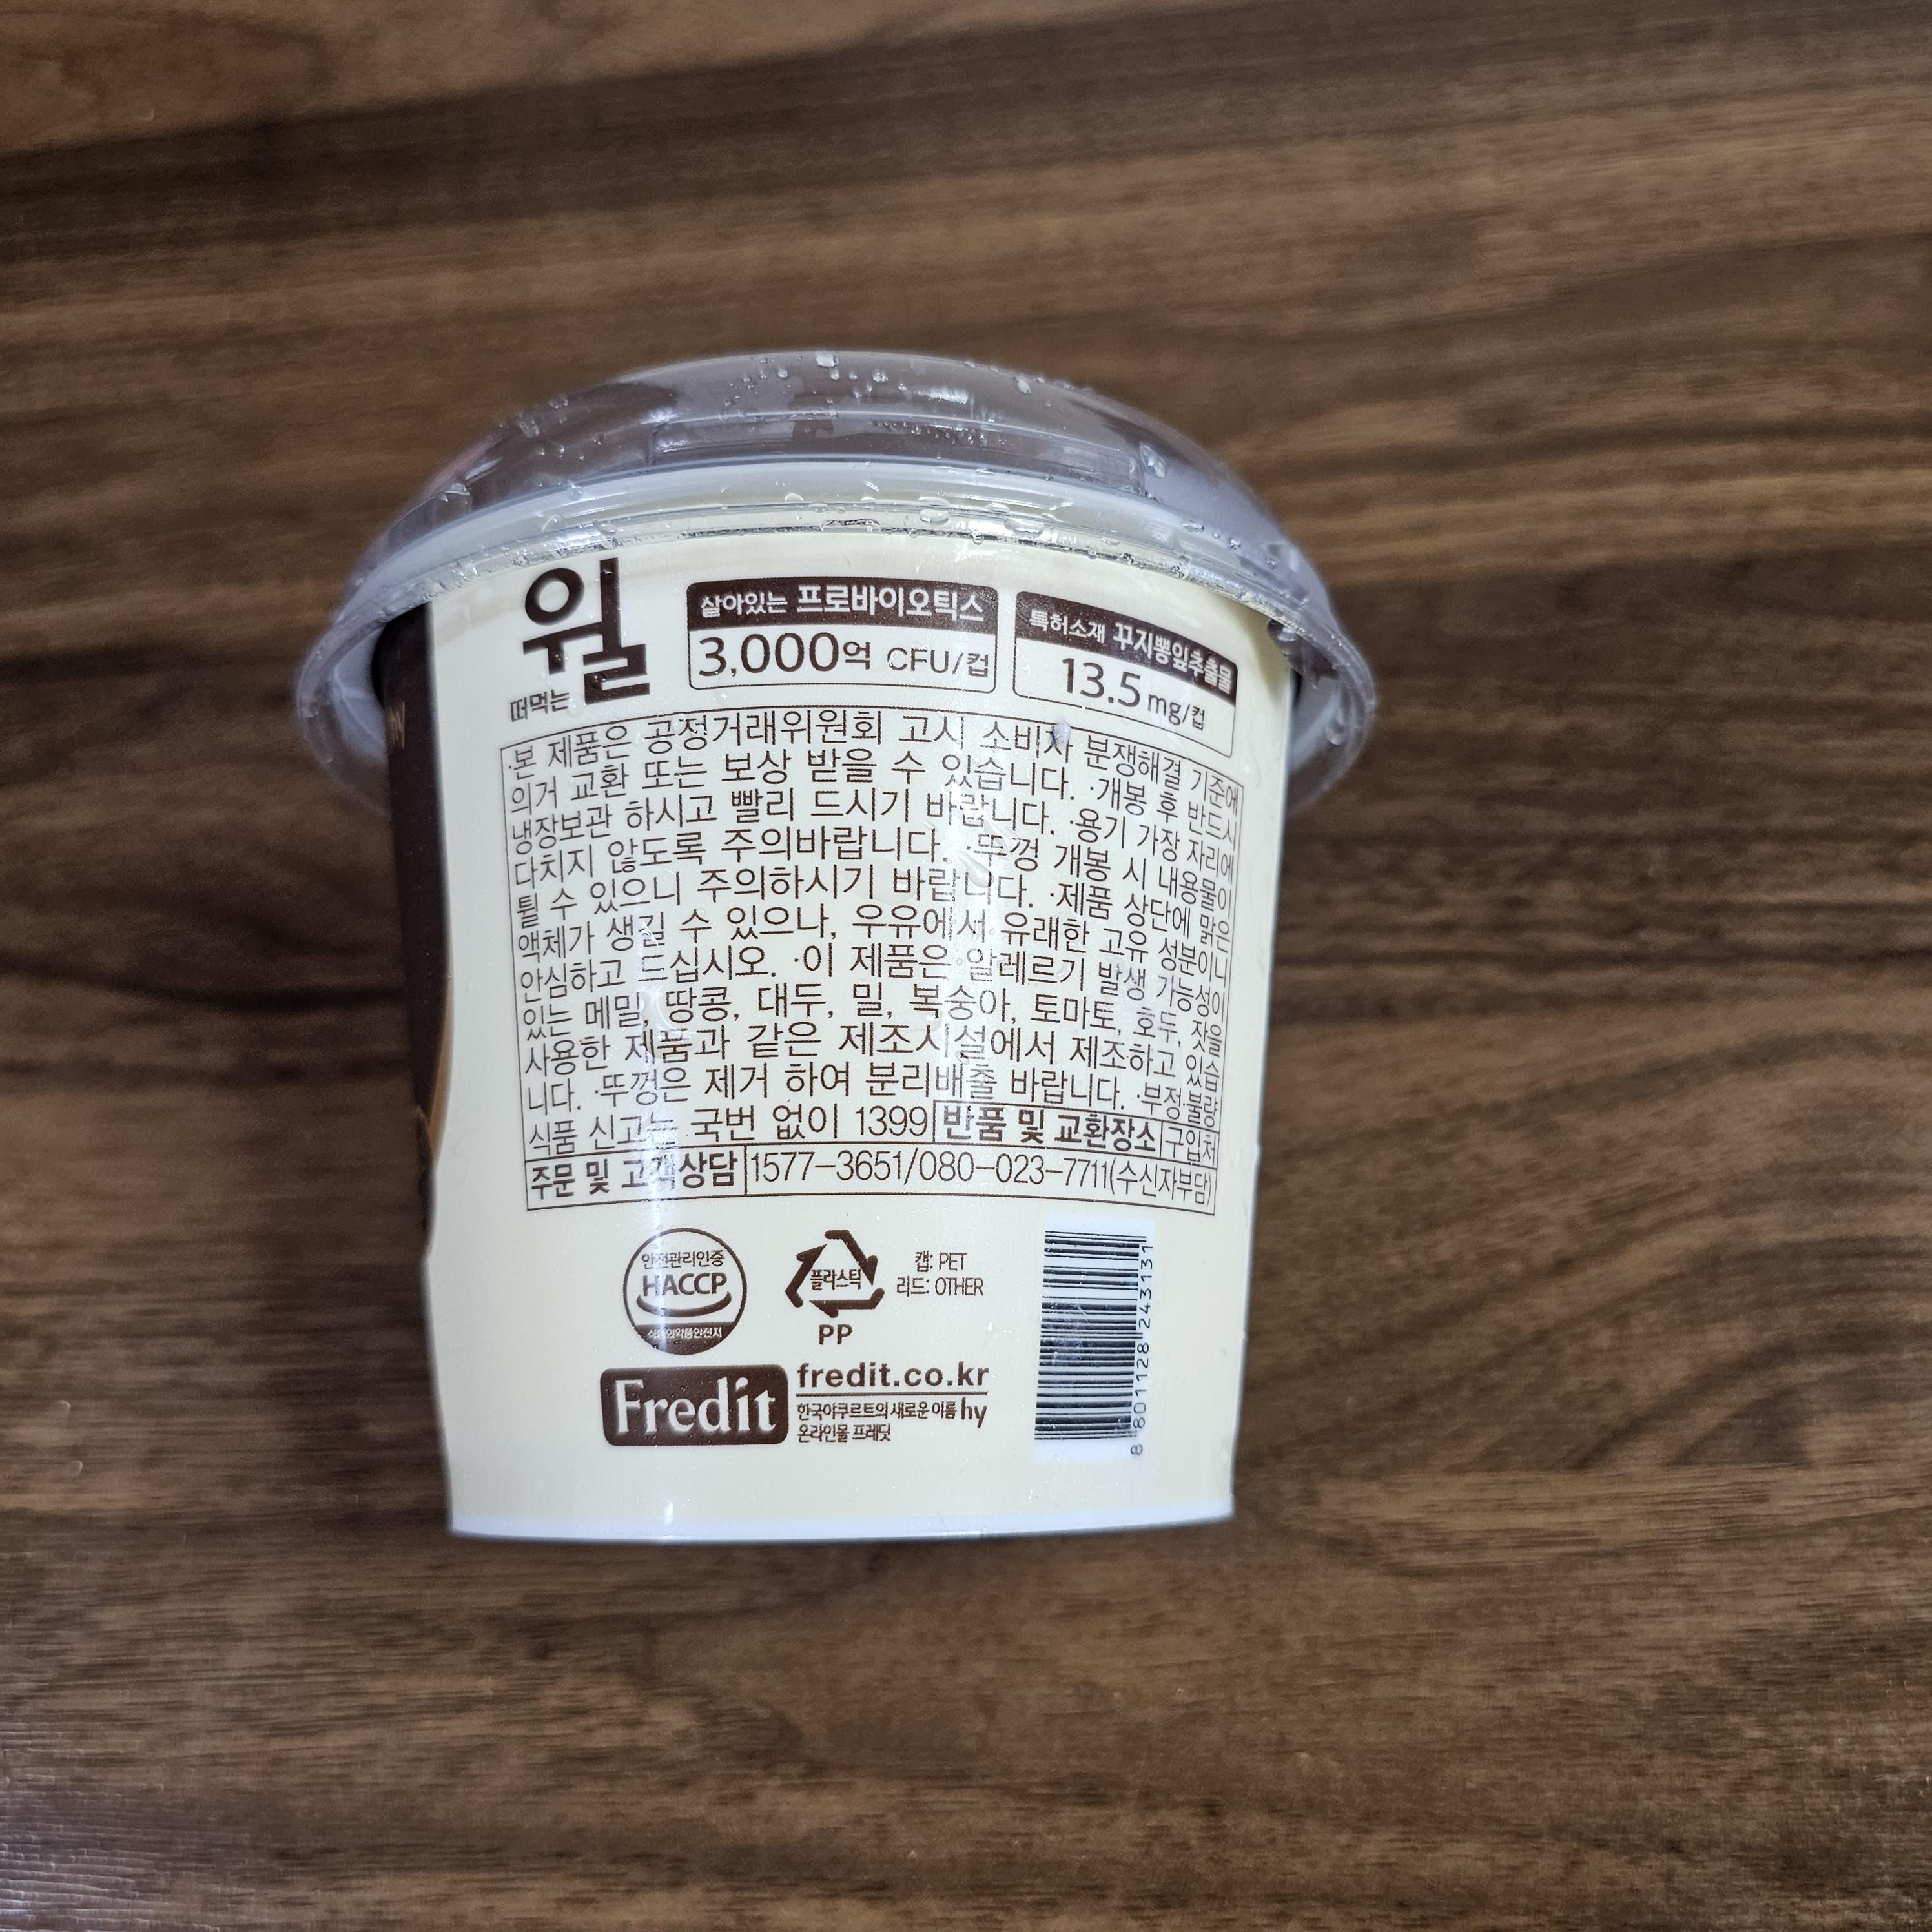 윌
떠먹는
살아있는 프로바이오틱스
3,000억 CFU/컵
특허소재 꾸지뽕잎추출물
13.5 mg/컵
·본 제품은 공정거래위원회 고시 소비자 분쟁해결 기준에
의거 교환 또는 보상 받을 수 있습니다. ·개봉 후 반드시
냉장보관 하시고 빨리 드시기 바랍니다. ·용기 가장 자리에
다치지 않도록 주의바랍니다. ·뚜껑 개봉 시 내용물이
튈 수 있으니 주의하시기 바랍니다. ·제품 상단에 맑은
액체가 생길 수 있으나, 우유에서 유래한 고유 성분이니
안심하고 드십시오. ·이 제품은 알레르기 발생 가능성이
있는 메밀, 땅콩, 대두, 밀, 복숭아, 토마토, 호두, 잣을
사용한 제품과 같은 제조시설에서 제조하고 있습
니다. ·뚜껑은 제거 하여 분리배출 바랍니다. ·부정·불량
식품 신고는 국번 없이 1399 반품 및 교환장소 구입처
주문 및 고객상담 1577-3651/080-023-7711(수신자부담)
안전관리인증
HACCP
플라스틱
PP
캡: PET
리드: OTHER
Fredit
fredit.co.kr
한국야쿠르트의 새로운 이름 hy
온라인몰 프레딧
8 801128 243131